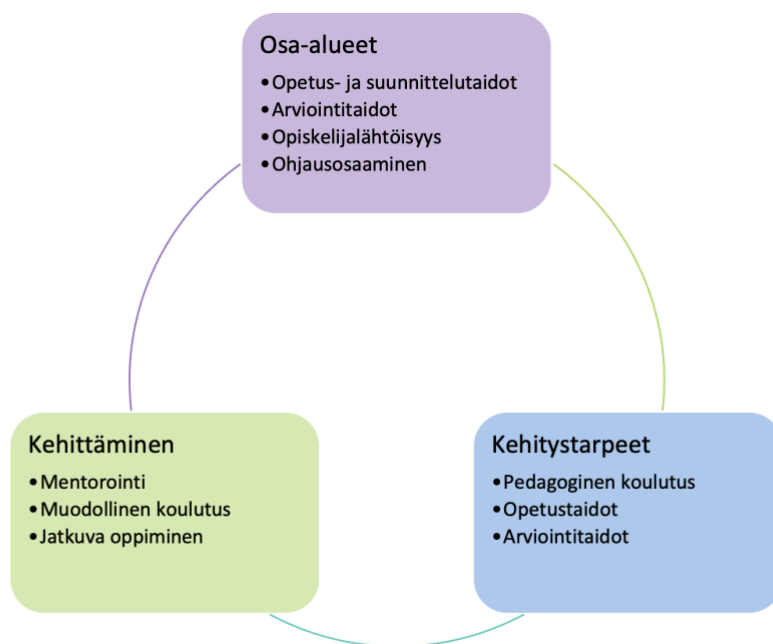 Osa-alueet
•Opetus- ja suunnittelutaidot
•Arviointitaidot
•Opiskelijalähtöisyys
•Ohjausosaaminen
Kehittäminen
•Mentorointi
•Muodollinen koulutus
•Jatkuva oppiminen
Kehitystarpeet
•Pedagoginen koulutus
•Opetustaidot
•Arviointitaidot